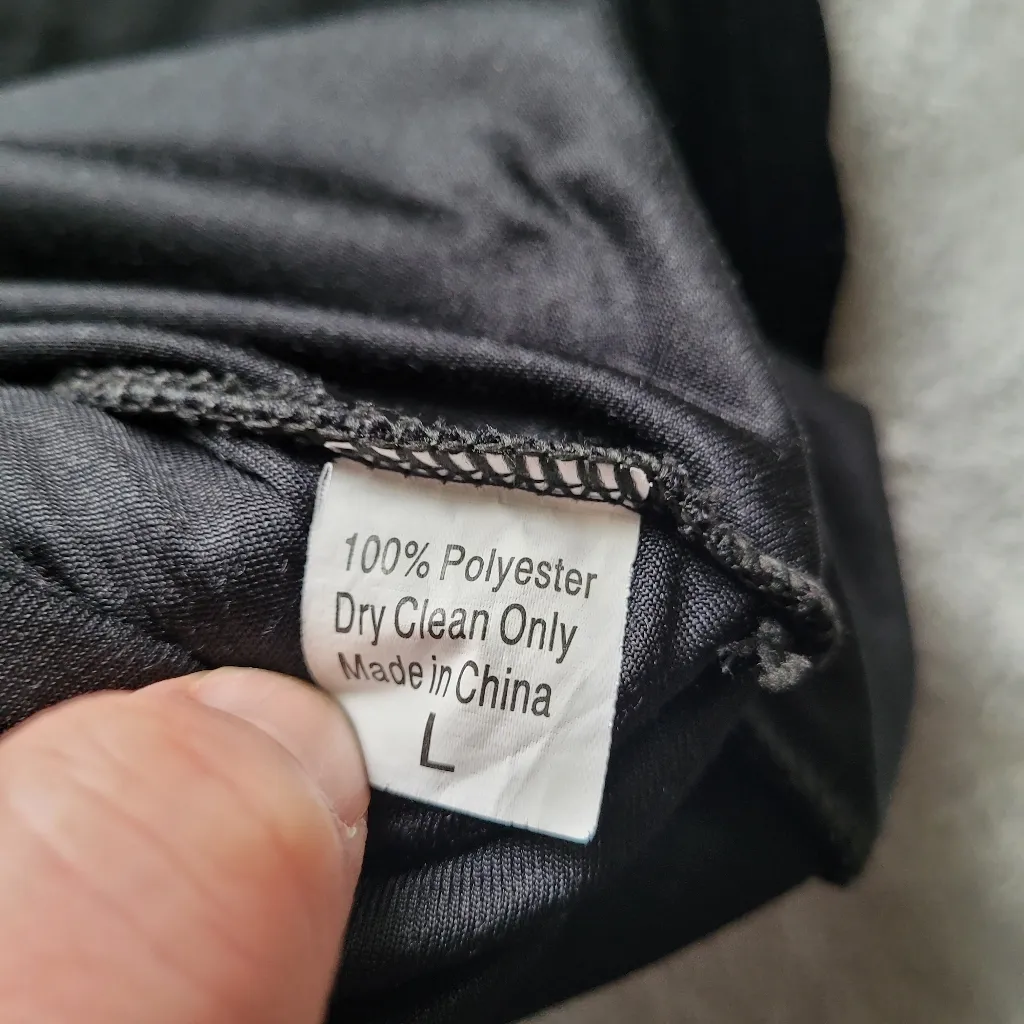 100% Polyester
Dry Clean Only
Made in China
L